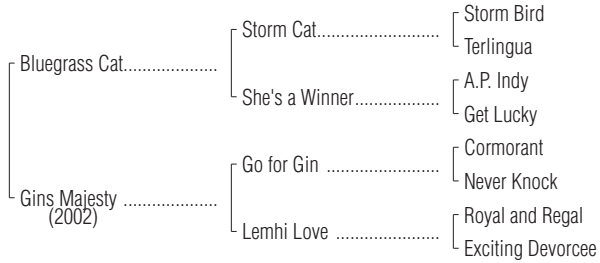 Storm Bird
Storm Cat....................
Terlingua
Bluegrass Cat...................
A.P. Indy
She's a Winner.................
Get Lucky
Cormorant
Go for Gin .......................
Never Knock
Gins Majesty ...................
(2002)
Royal and Regal
Lemhi Love .....................
Exciting Devorcee